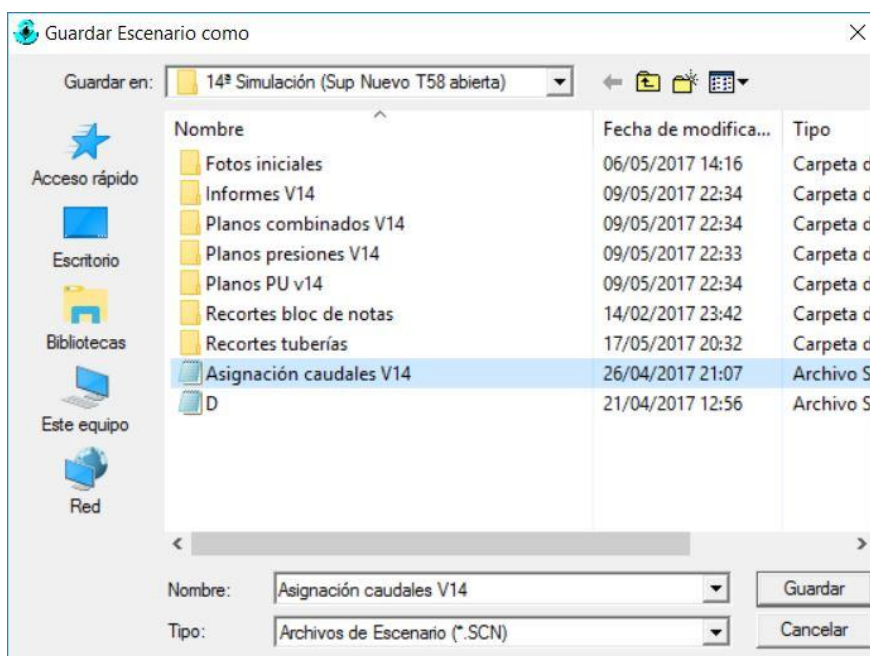 Guardar Escenario como
Guardar en: 14ª Simulación (Sup Nuevo T58 abierta)
Nombre Fecha de modifica... Tipo
Fotos iniciales 06/05/2017 14:16 Carpeta d
Informes V14 09/05/2017 22:34 Carpeta d
Planos combinados V14 09/05/2017 22:34 Carpeta d
Planos presiones V14 09/05/2017 22:33 Carpeta d
Planos PU v14 09/05/2017 22:34 Carpeta d
Recortes bloc de notas 14/02/2017 23:42 Carpeta d
Recortes tuberías 17/05/2017 20:32 Carpeta d
Asignación caudales V14 26/04/2017 21:07 Archivo S
D 21/04/2017 12:56 Archivo S
Acceso rápido
Escritorio
Bibliotecas
Este equipo
Red
Nombre: Asignación caudales V14 Guardar
Tipo: Archivos de Escenario (*.SCN) Cancelar